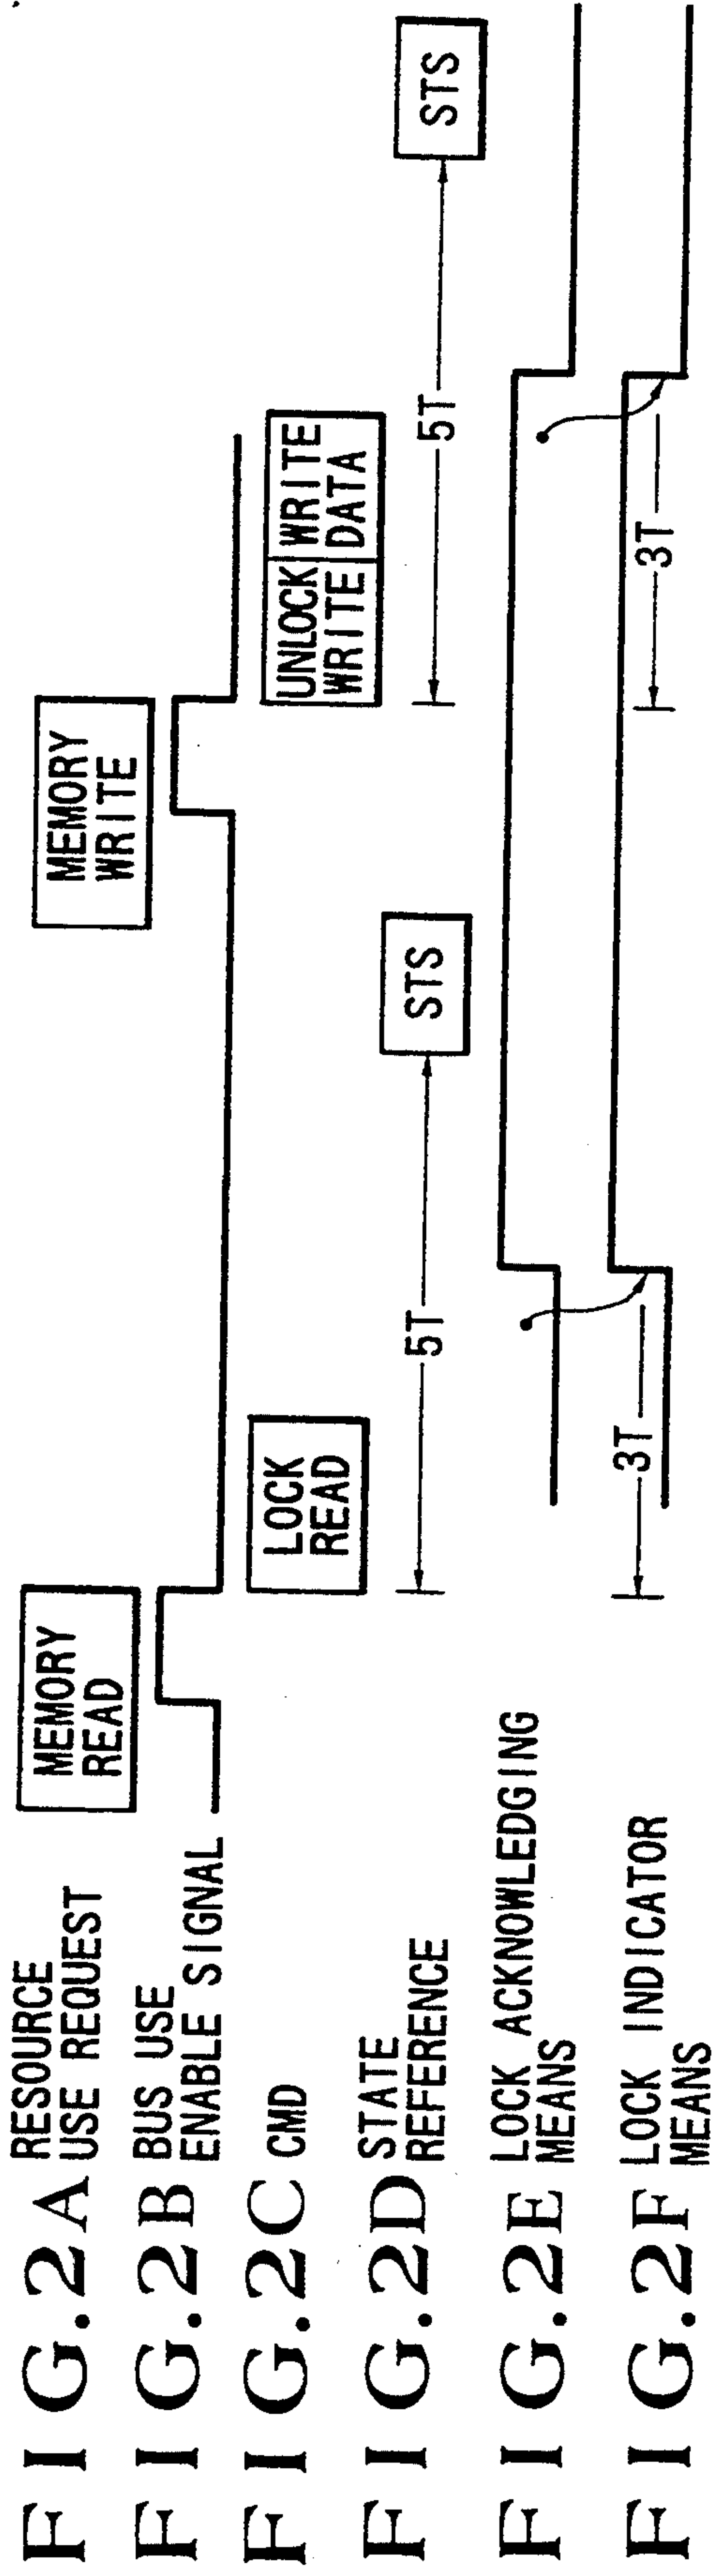 FIG.2A RESOURCE
USE REQUEST
MEMORY
READ
MEMORY
WRITE
FIG.2B BUS USE
ENABLE SIGNAL
FIG.2C CMD
LOCK
READ
UNLOCK WRITE
WRITE DATA
FIG.2D STATE
REFERENCE
5T
STS
5T
STS
FIG.2E LOCK ACKNOWLEDGING
MEANS
FIG.2F LOCK INDICATOR
MEANS
3T
3T